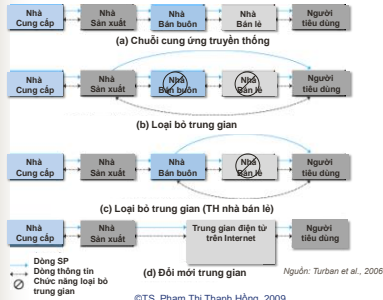 Nhà Nhà Nhà Nhà Người
Cung cấp Sản xuất Bán buôn Bán lẻ tiêu dùng
(a) Chuỗi cung ứng truyền thống
Nhà Nhà Nhà Nhà Người
Cung cấp Sản xuất Bán buôn Bán lẻ tiêu dùng
(b) Loại bỏ trung gian
Nhà Nhà Nhà Nhà Người
Cung cấp Sản xuất Bán buôn Bán lẻ tiêu dùng
(c) Loại bỏ trung gian (TH nhà bán lẻ)
Nhà Nhà Trung gian điện tử Người
Cung cấp Sản xuất trên Internet tiêu dùng
Dòng SP
Dòng thông tin
Chức năng loại bỏ
trung gian
(d) Đổi mới trung gian
Nguồn: Turban et al., 2006
©TS. Phạm Thị Thanh Hồng, 2009